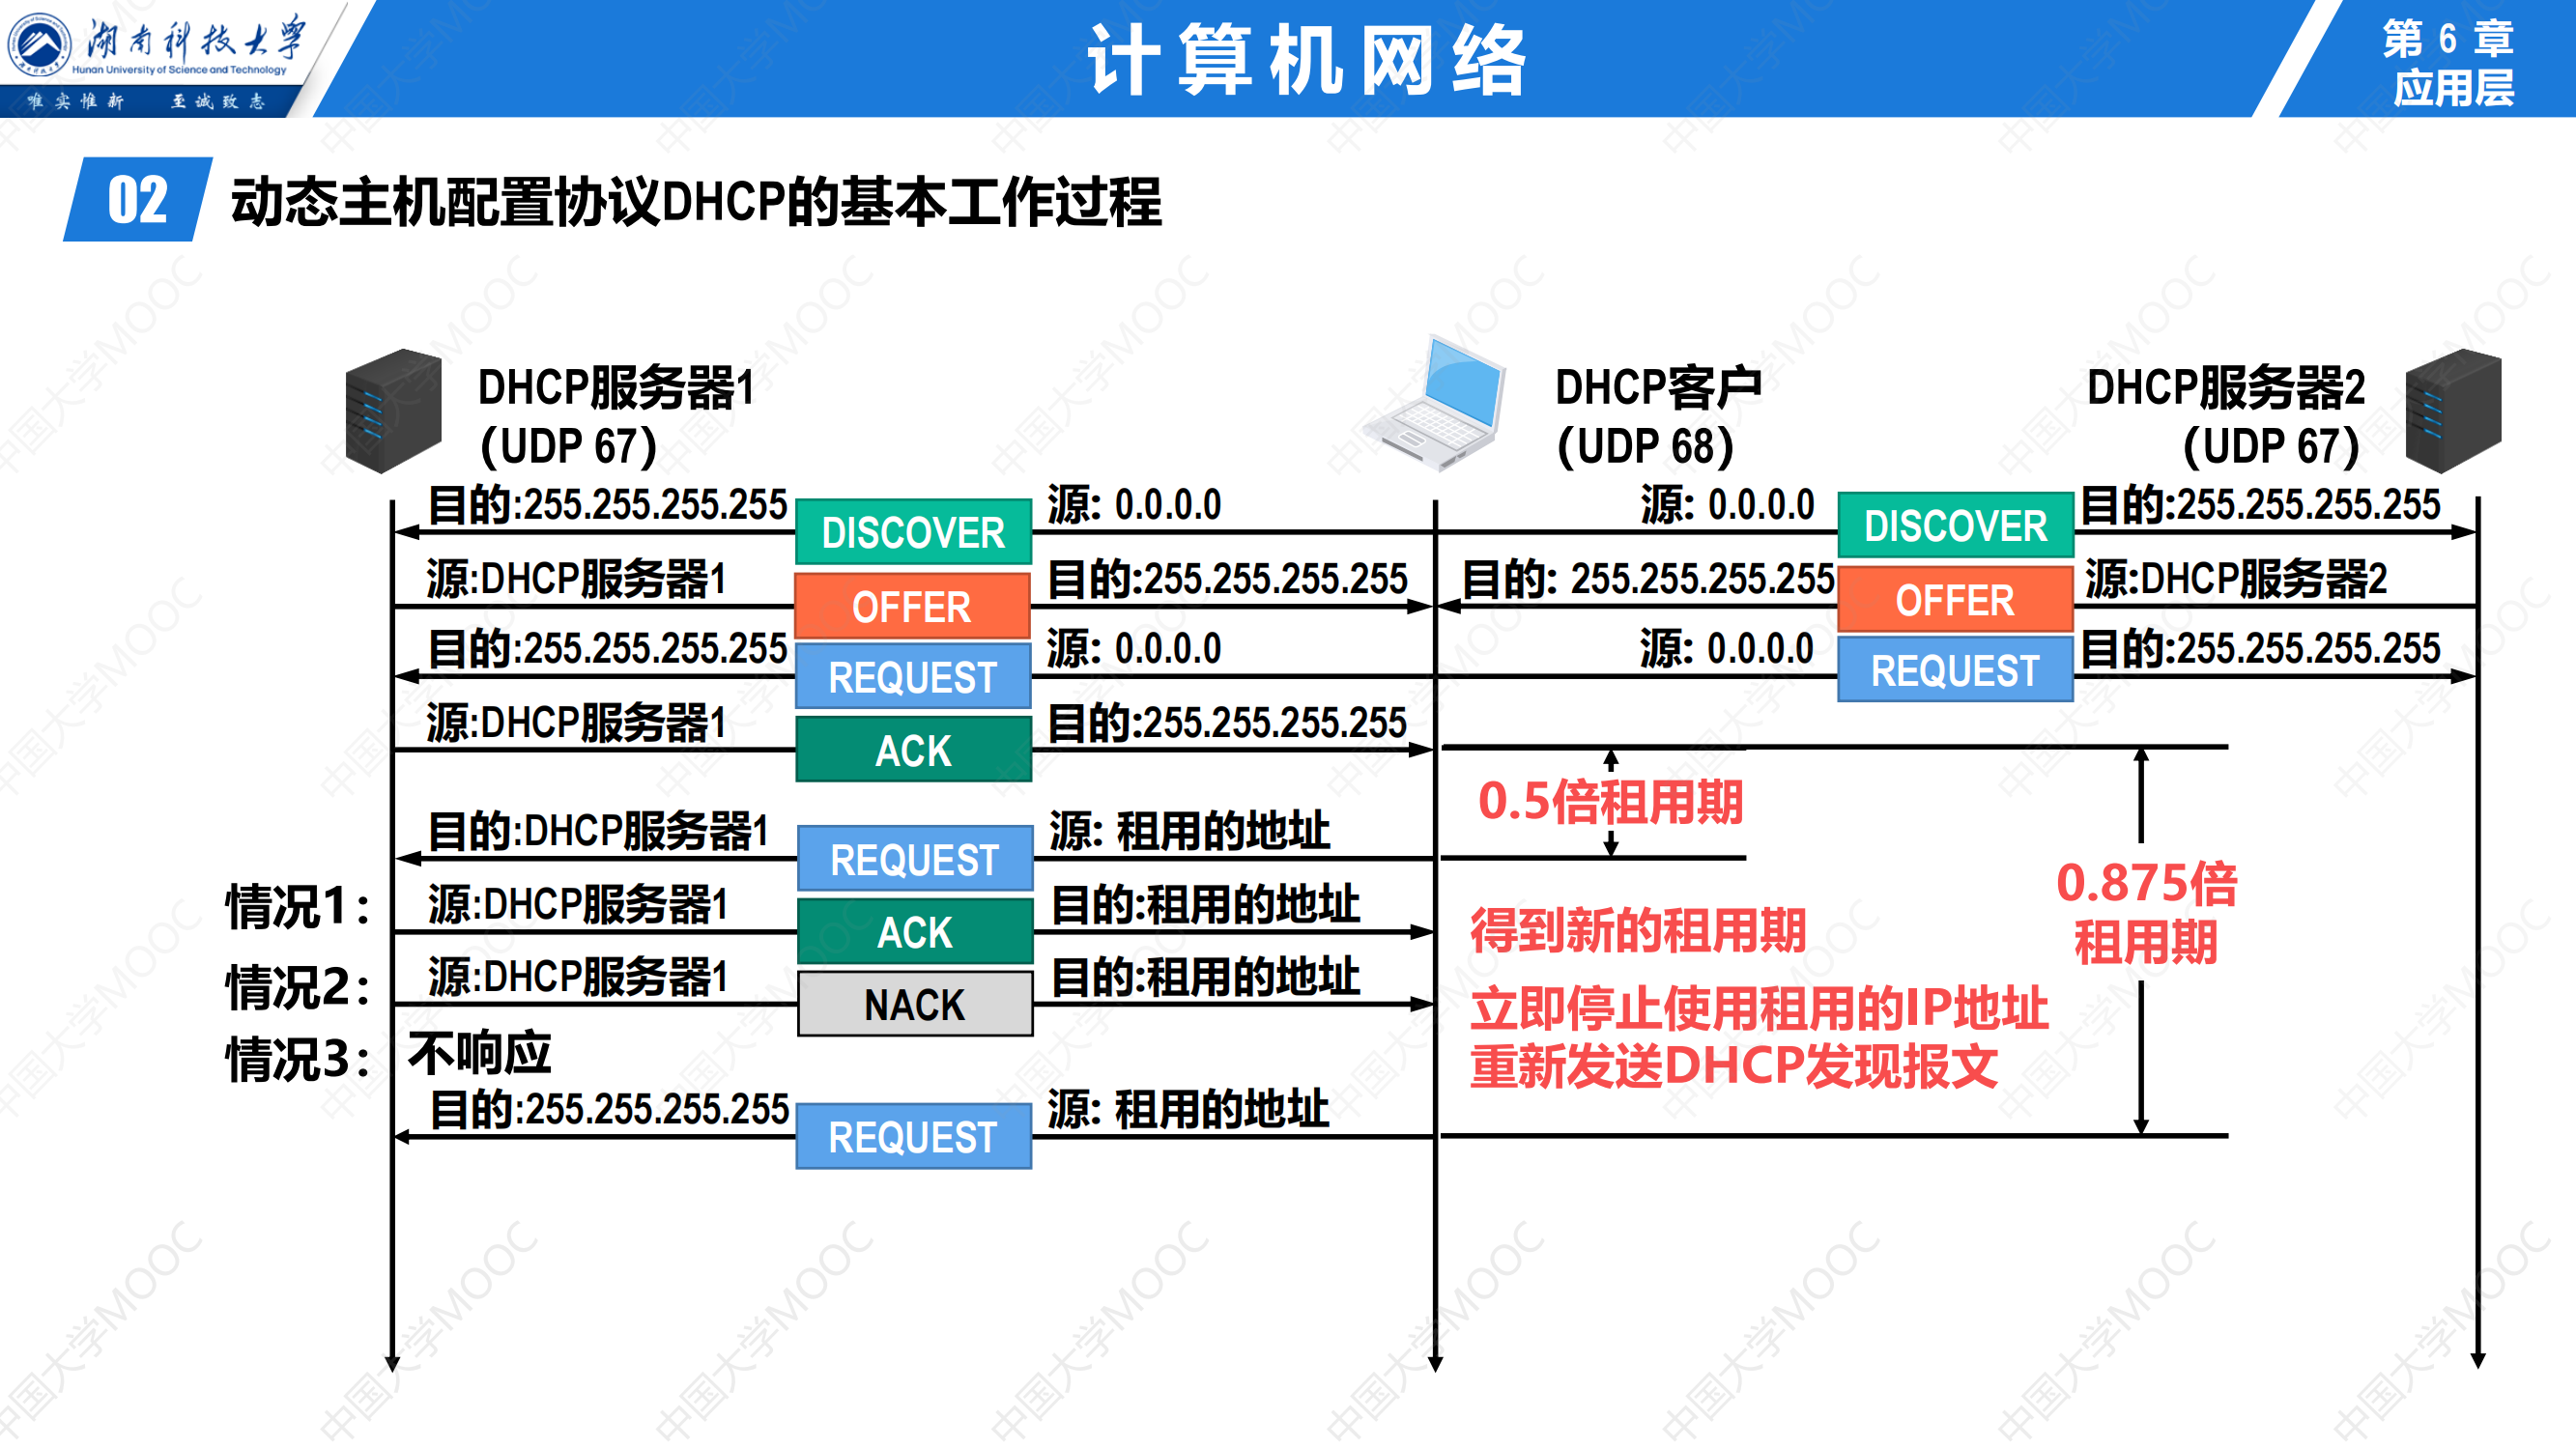 湖南科技大学
Hunan University of Science and Technology
唯实惟新 至诚致志
计算机网络
第 6 章
应用层
02 动态主机配置协议DHCP的基本工作过程
DHCP服务器1
(UDP 67)
DHCP客户
(UDP 68)
DHCP服务器2
(UDP 67)
目的:255.255.255.255 DISCOVER 源: 0.0.0.0 源: 0.0.0.0 DISCOVER 目的:255.255.255.255
源:DHCP服务器1 OFFER 目的:255.255.255.255 目的: 255.255.255.255 OFFER 源:DHCP服务器2
目的:255.255.255.255 REQUEST 源: 0.0.0.0 源: 0.0.0.0 REQUEST 目的:255.255.255.255
源:DHCP服务器1 ACK 目的:255.255.255.255
0.5倍租用期
目的:DHCP服务器1 REQUEST 源: 租用的地址
0.875倍
租用期
情况1: 源:DHCP服务器1 ACK 目的:租用的地址 得到新的租用期
情况2: 源:DHCP服务器1 NACK 目的:租用的地址 立即停止使用租用的IP地址
重新发送DHCP发现报文
情况3: 不响应
目的:255.255.255.255 REQUEST 源: 租用的地址
中国大学MOOC